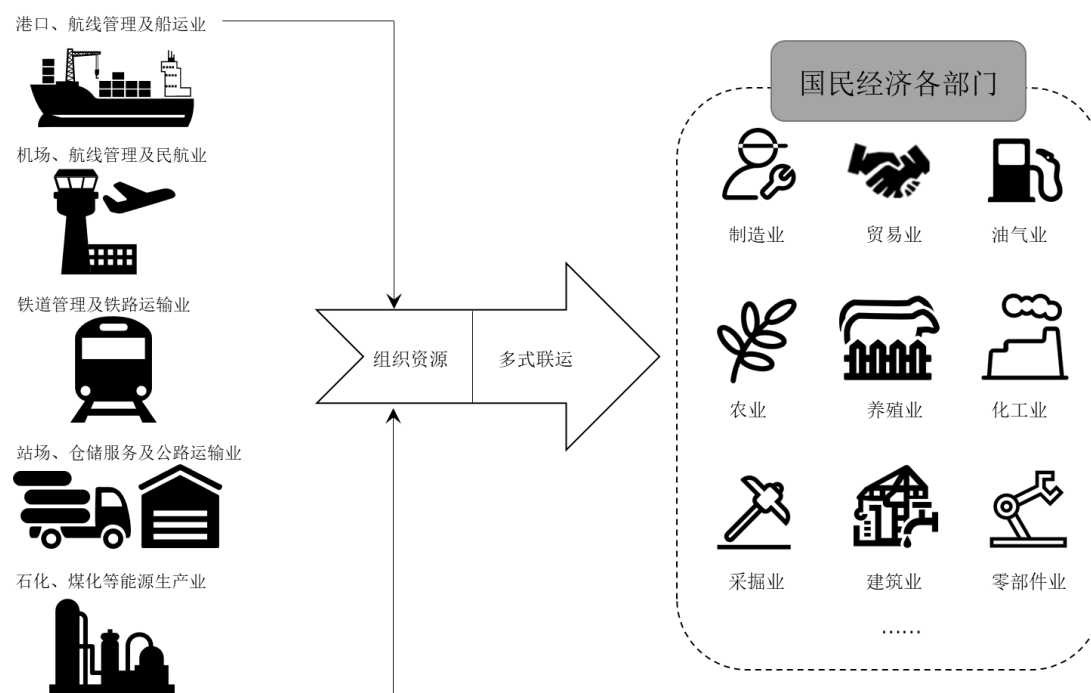 港口、航线管理及船运业
机场、航线管理及民航业
铁道管理及铁路运输业
站场、仓储服务及公路运输业
石化、煤化等能源生产业
组织资源
多式联运
国民经济各部门
制造业
贸易业
油气业
农业
养殖业
化工业
采掘业
建筑业
零部件业
……